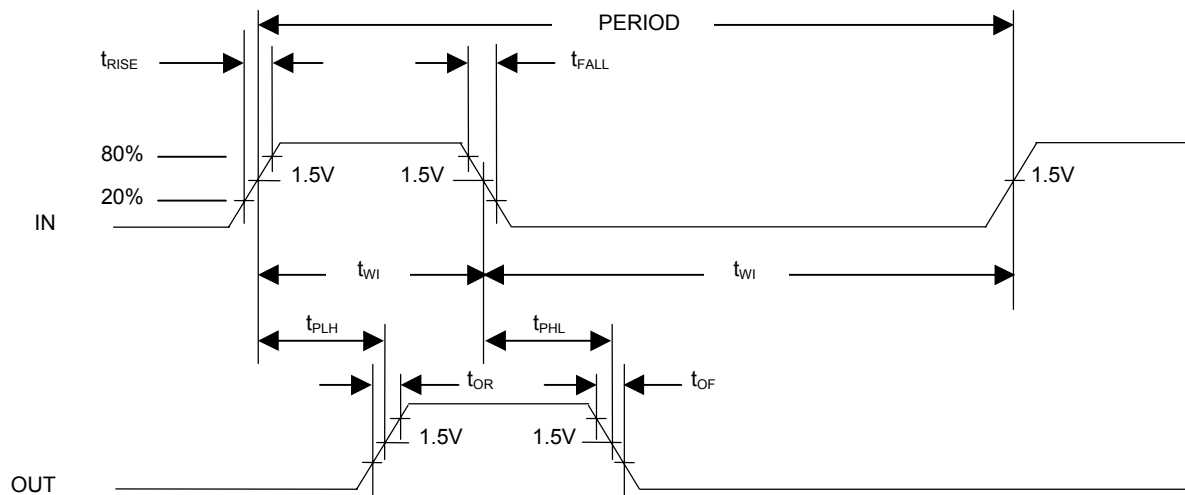 PERIOD
tRISE
tFALL
80%
1.5V
1.5V
1.5V
20%
IN
tWI
tWI
tPLH
tPHL
tOR
tOF
1.5V
1.5V
OUT